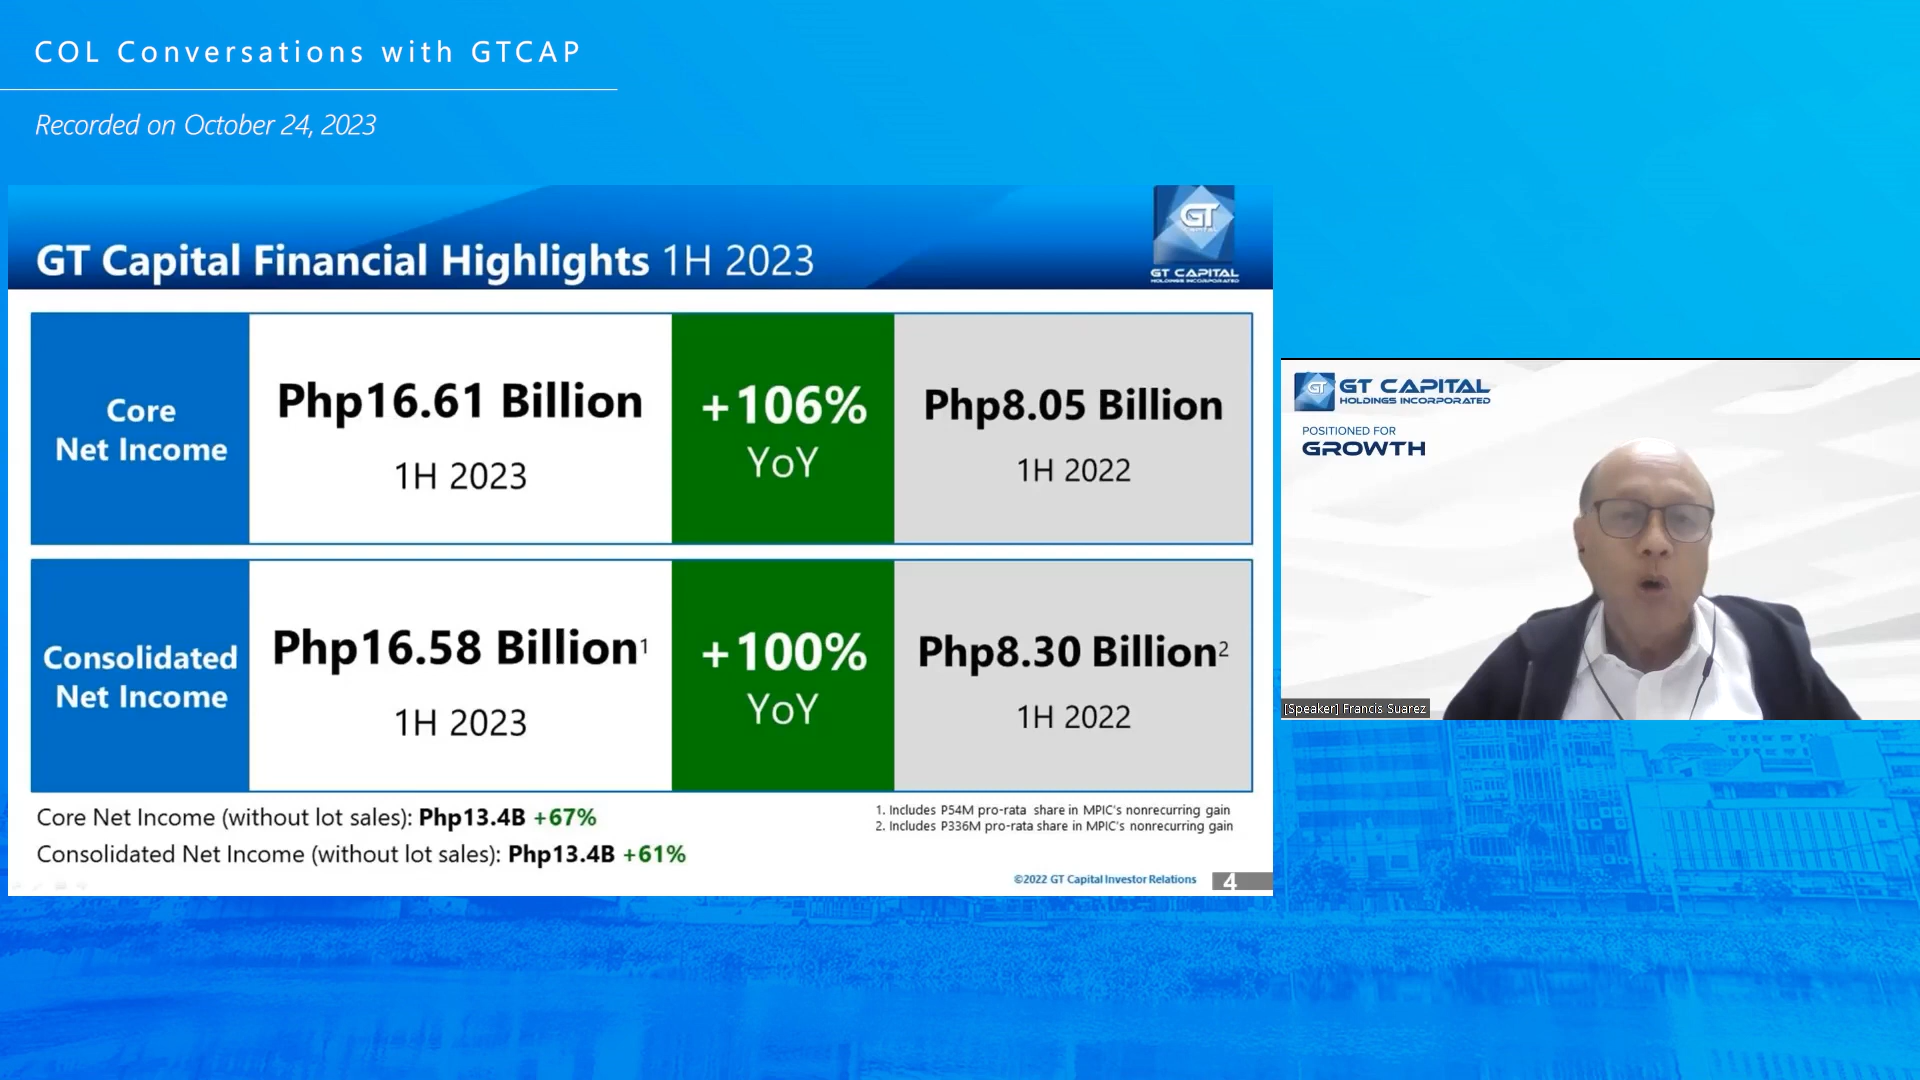 COL Conversations with GTCAP
Recorded on October 24, 2023
GT Capital Financial Highlights 1H 2023
GT
CAPITAL
GT CAPITAL
HOLDINGS INCORPORATED
Core
Net Income
Php16.61 Billion
1H 2023
+106%
YoY
Php8.05 Billion
1H 2022
Consolidated
Net Income
Php16.58 Billion1
1H 2023
+100%
YoY
Php8.30 Billion2
1H 2022
Core Net Income (without lot sales): Php13.4B +67%
Consolidated Net Income (without lot sales): Php13.4B +61%
1. Includes P54M pro-rata share in MPIC's nonrecurring gain
2. Includes P336M pro-rata share in MPIC's nonrecurring gain
©2022 GT Capital Investor Relations
4
GT
GT CAPITAL
HOLDINGS INCORPORATED
POSITIONED FOR
GROWTH
[Speaker] Francis Suarez